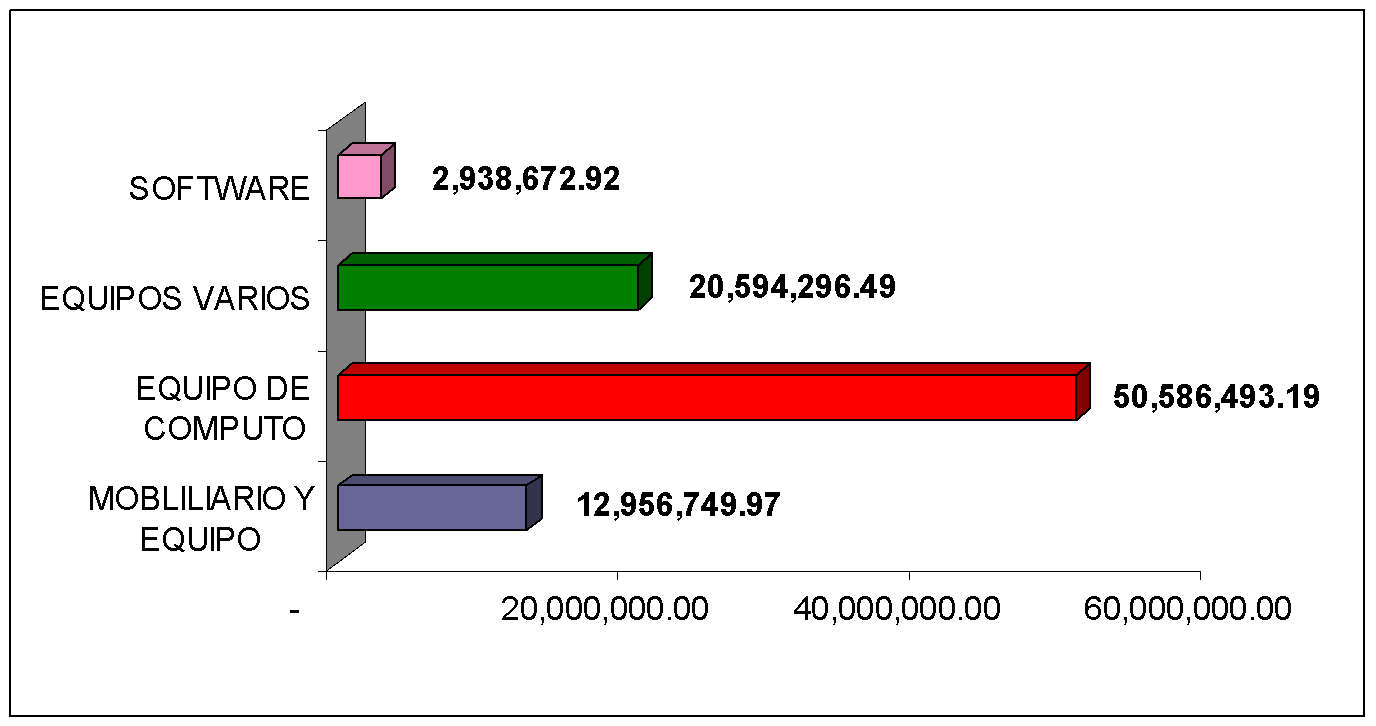 SOFTWARE
2,938,672.92
EQUIPOS VARIOS
20,594,296.49
EQUIPO DE
COMPUTO
50,586,493.19
MOBLILIARIO Y
EQUIPO
12,956,749.97
-
20,000,000.00
40,000,000.00
60,000,000.00